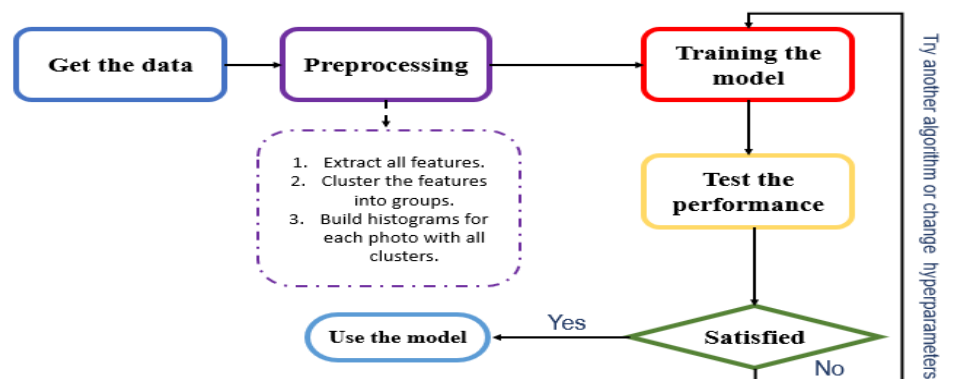 Get the data
Preprocessing
Training the
model
Try another algorithm or change hyperparameters
1. Extract all features.
2. Cluster the features
into groups.
3. Build histograms for
each photo with all
clusters.
Test the
performance
Use the model
Yes
Satisfied
No